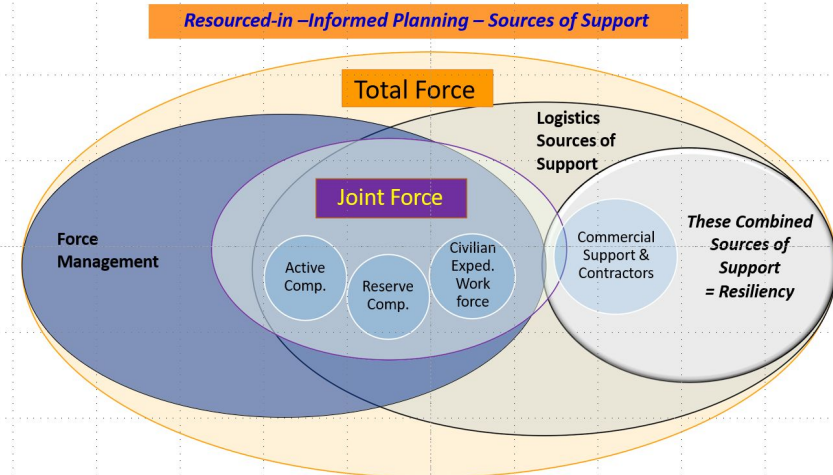 Resourced-in –Informed Planning – Sources of Support
Total Force
Logistics
Sources of
Support
Joint Force
Force
Management
Active
Comp.
Reserve
Comp.
Civilian
Exped.
Work
force
Commercial
Support &
Contractors
These Combined
Sources of
Support
= Resiliency